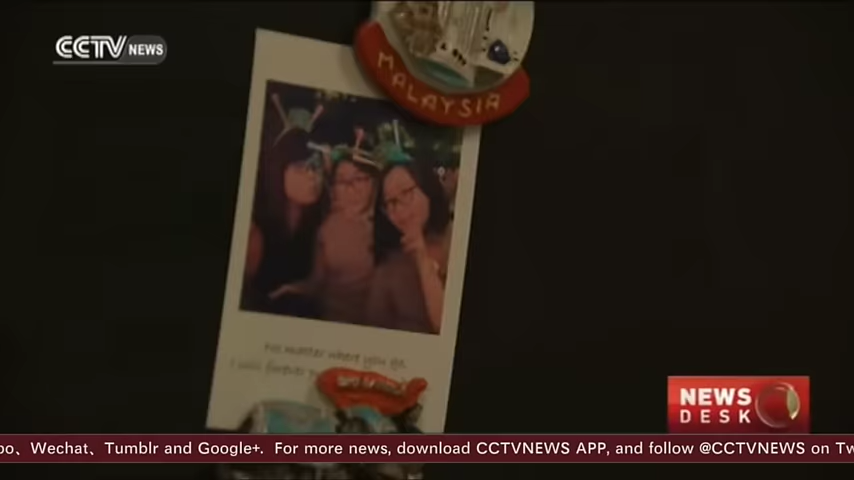 CCTV NEWS
MALAYSIA
No matter where you go,
I will forever
NEWS
DESK
bo、Wechat、Tumblr and Google+. For more news, download CCTVNEWS APP, and follow @CCTVNEWS on Tw